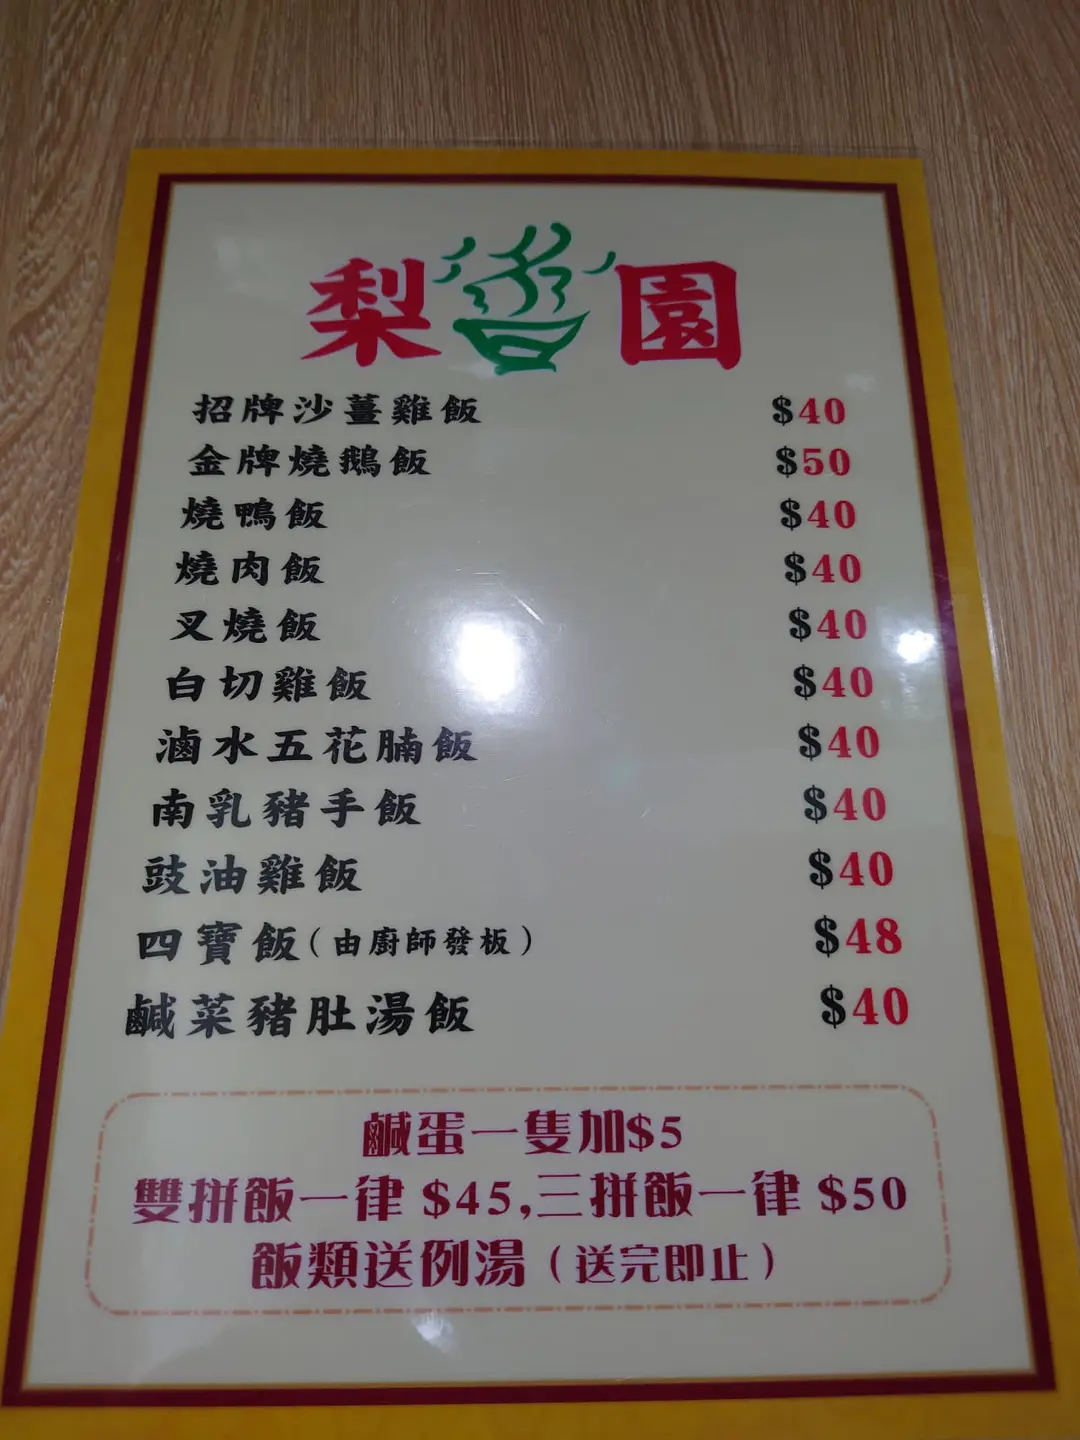 梨園
招牌沙薑雞飯 $40
金牌燒鵝飯 $50
燒鴨飯 $40
燒肉飯 $40
叉燒飯 $40
白切雞飯 $40
滷水五花腩飯 $40
南乳豬手飯 $40
豉油雞飯 $40
四寶飯(由廚師發板) $48
鹹菜豬肚湯飯 $40
鹹蛋一隻加$5
雙拼飯一律 $45,三拼飯一律 $50
飯類送例湯(送完即止)